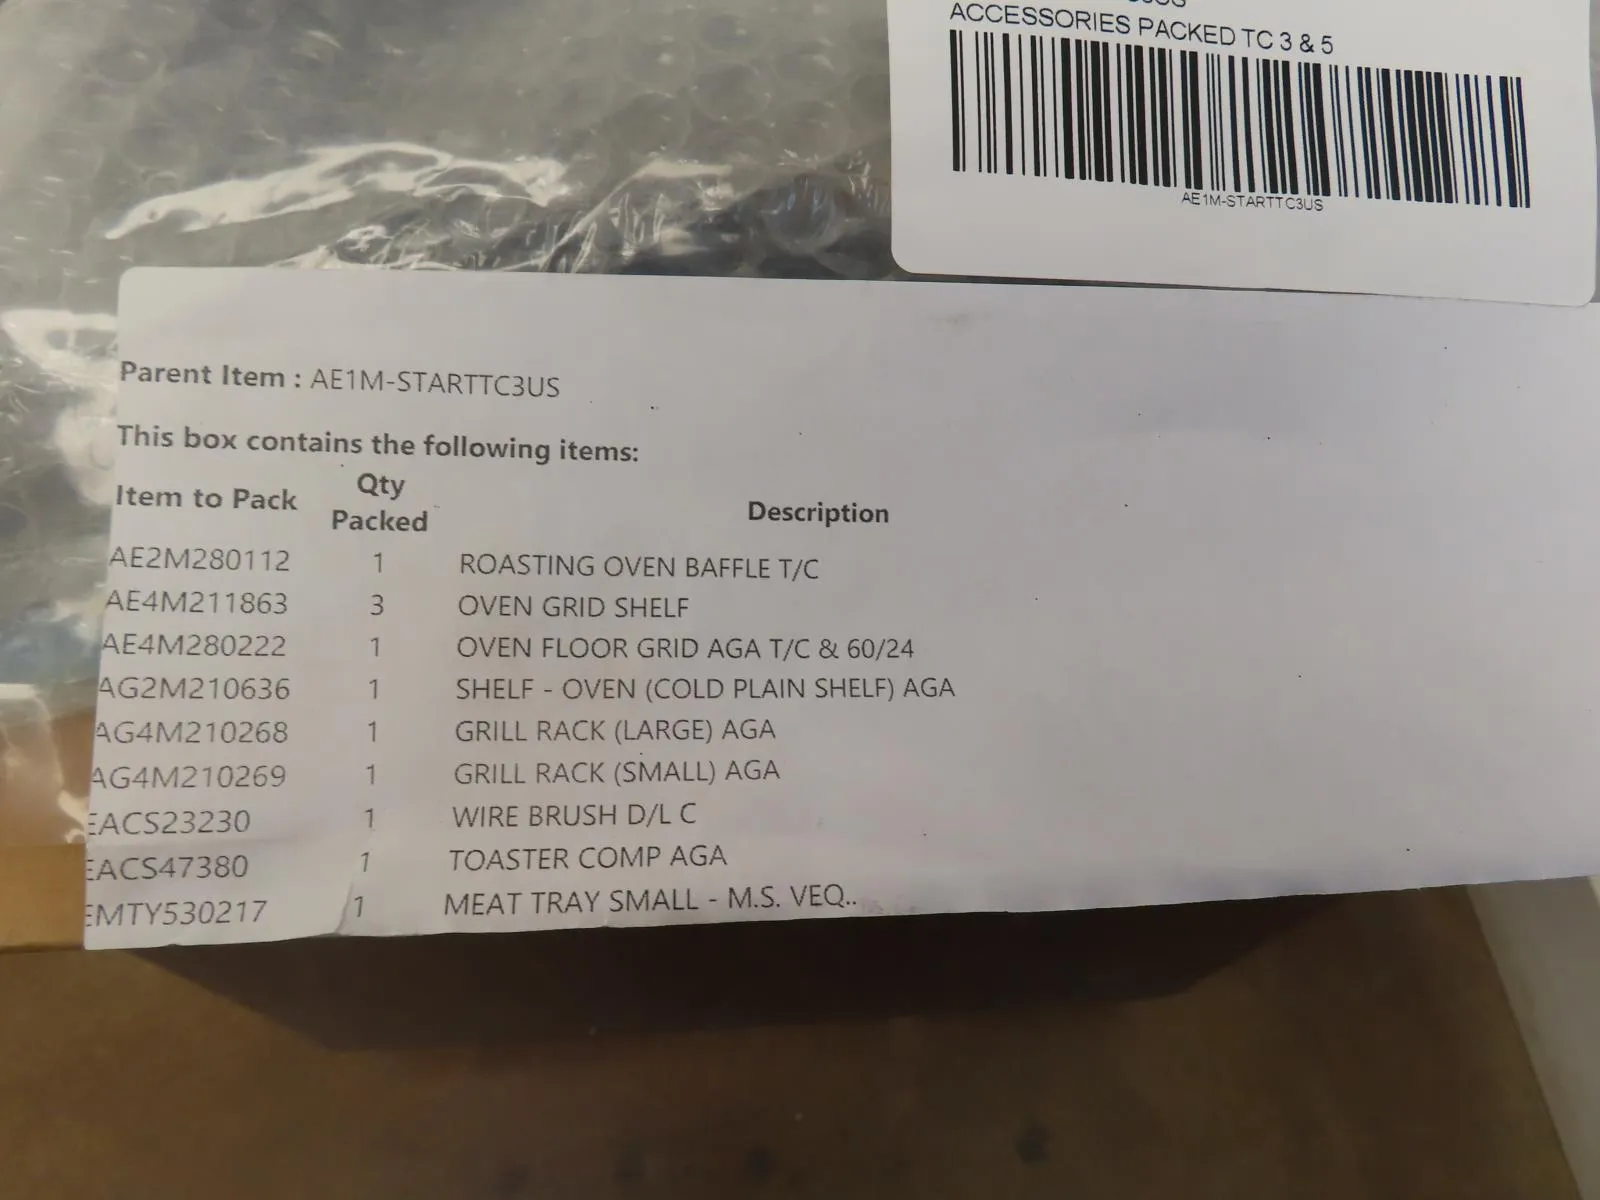 ACCESSORIES PACKED TC 3 & 5
AE1M-STARTTC3US
Parent Item : AE1M-STARTTC3US
This box contains the following items:
Item to Pack Qty Packed Description
AE2M280112 1 ROASTING OVEN BAFFLE T/C
AE4M211863 3 OVEN GRID SHELF
AE4M280222 1 OVEN FLOOR GRID AGA T/C & 60/24
AG2M210636 1 SHELF - OVEN (COLD PLAIN SHELF) AGA
AG4M210268 1 GRILL RACK (LARGE) AGA
AG4M210269 1 GRILL RACK (SMALL) AGA
EACS23230 1 WIRE BRUSH D/L C
EACS47380 1 TOASTER COMP AGA
EMTY530217 1 MEAT TRAY SMALL - M.S. VEQ..